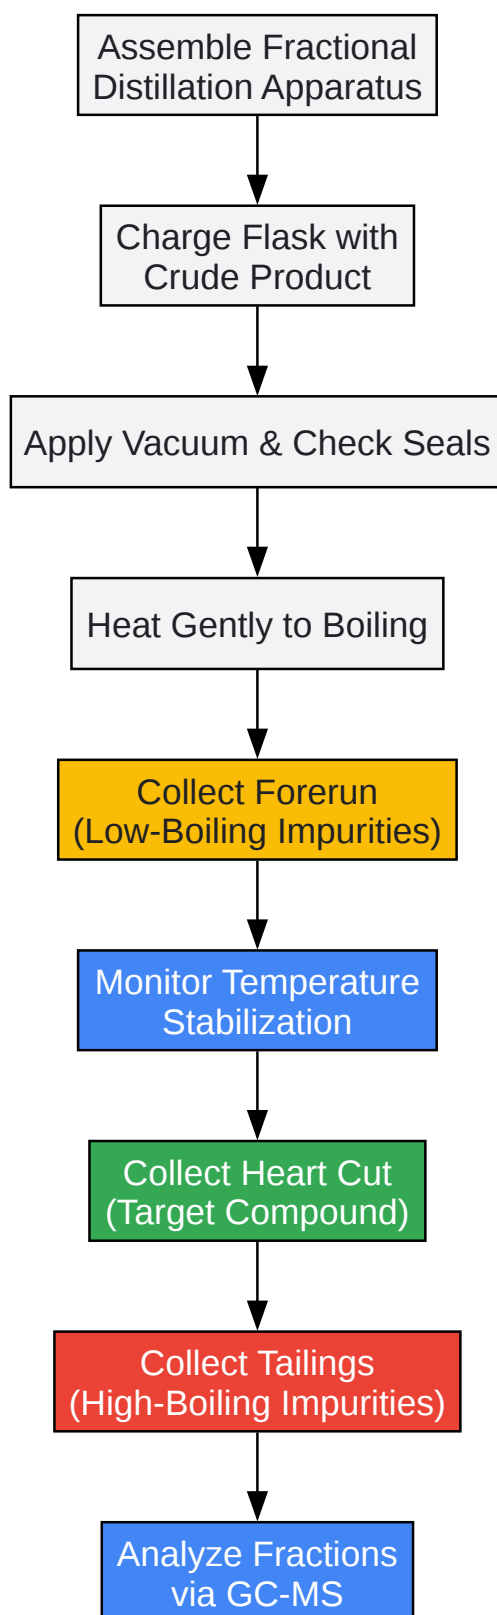 Assemble Fractional
Distillation Apparatus
Charge Flask with
Crude Product
Apply Vacuum & Check Seals
Heat Gently to Boiling
Collect Forerun
(Low-Boiling Impurities)
Monitor Temperature
Stabilization
Collect Heart Cut
(Target Compound)
Collect Tailings
(High-Boiling Impurities)
Analyze Fractions
via GC-MS